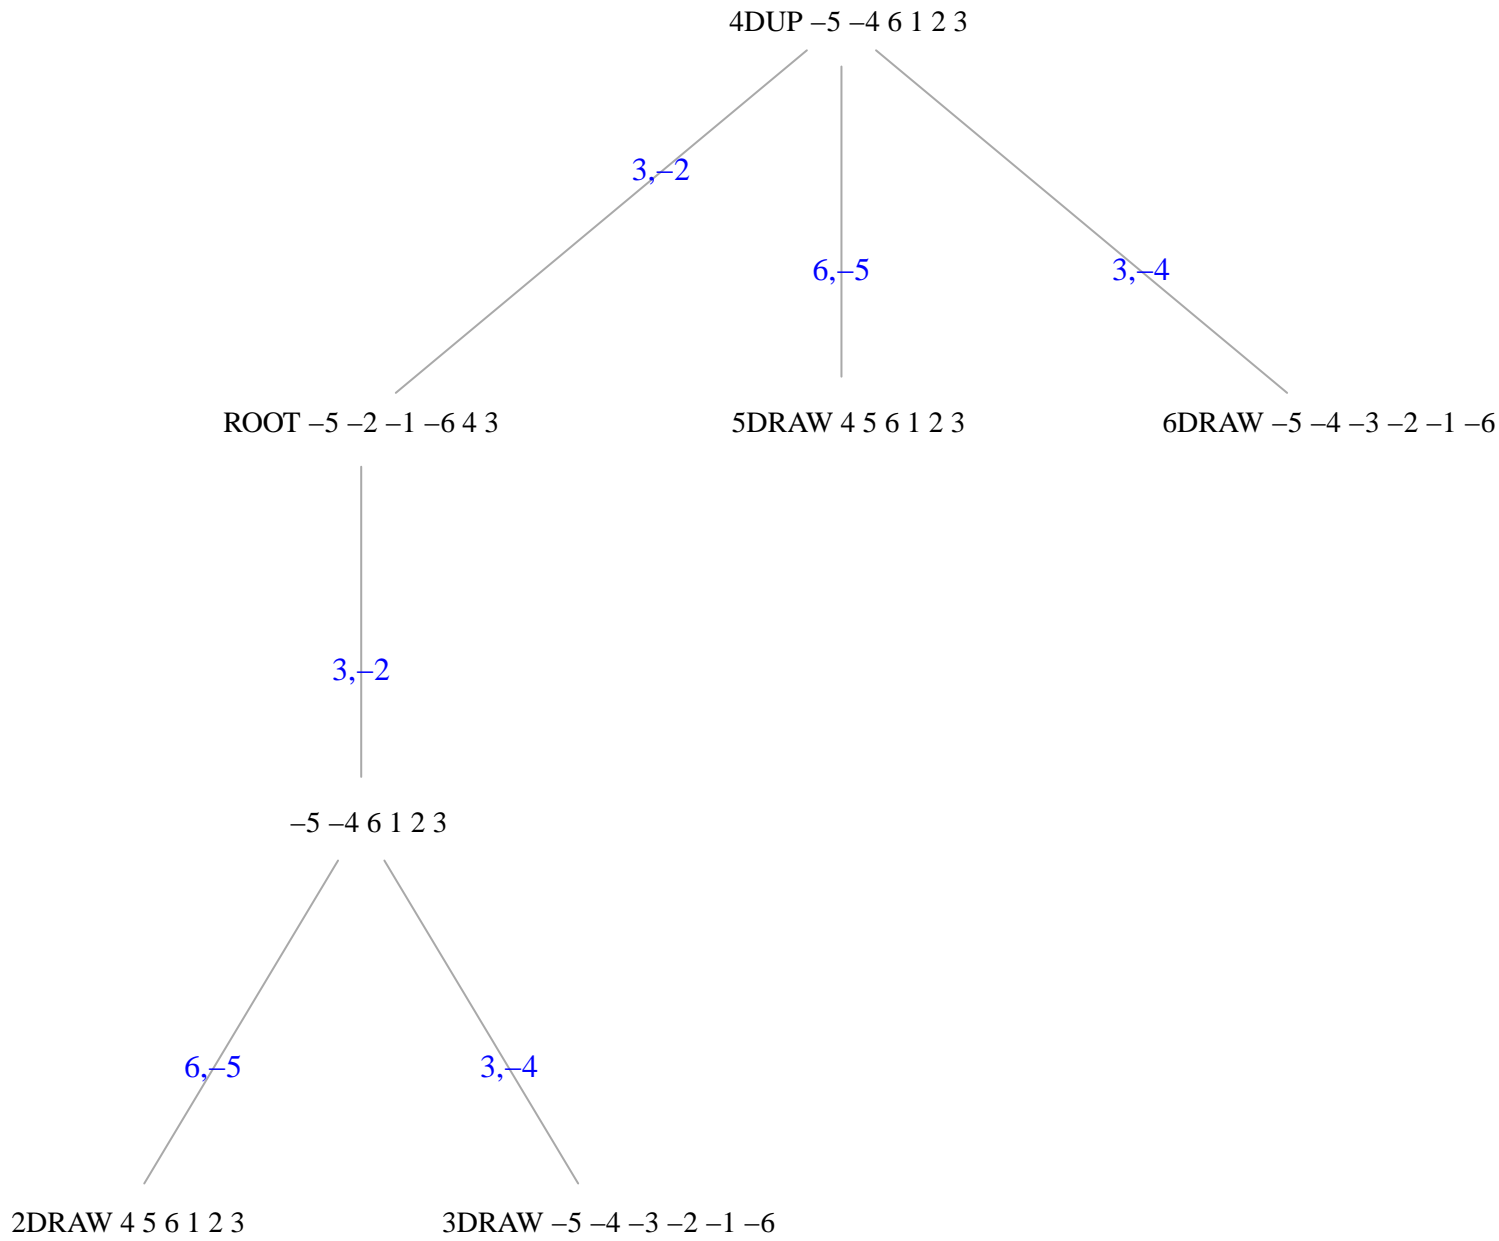 4DUP –5 –4 6 1 2 3
3,–2
6,–5
3,–4
ROOT –5 –2 –1 –6 4 3
5DRAW 4 5 6 1 2 3
6DRAW –5 –4 –3 –2 –1 –6
3,–2
–5 –4 6 1 2 3
6,–5
3,–4
2DRAW 4 5 6 1 2 3
3DRAW –5 –4 –3 –2 –1 –6